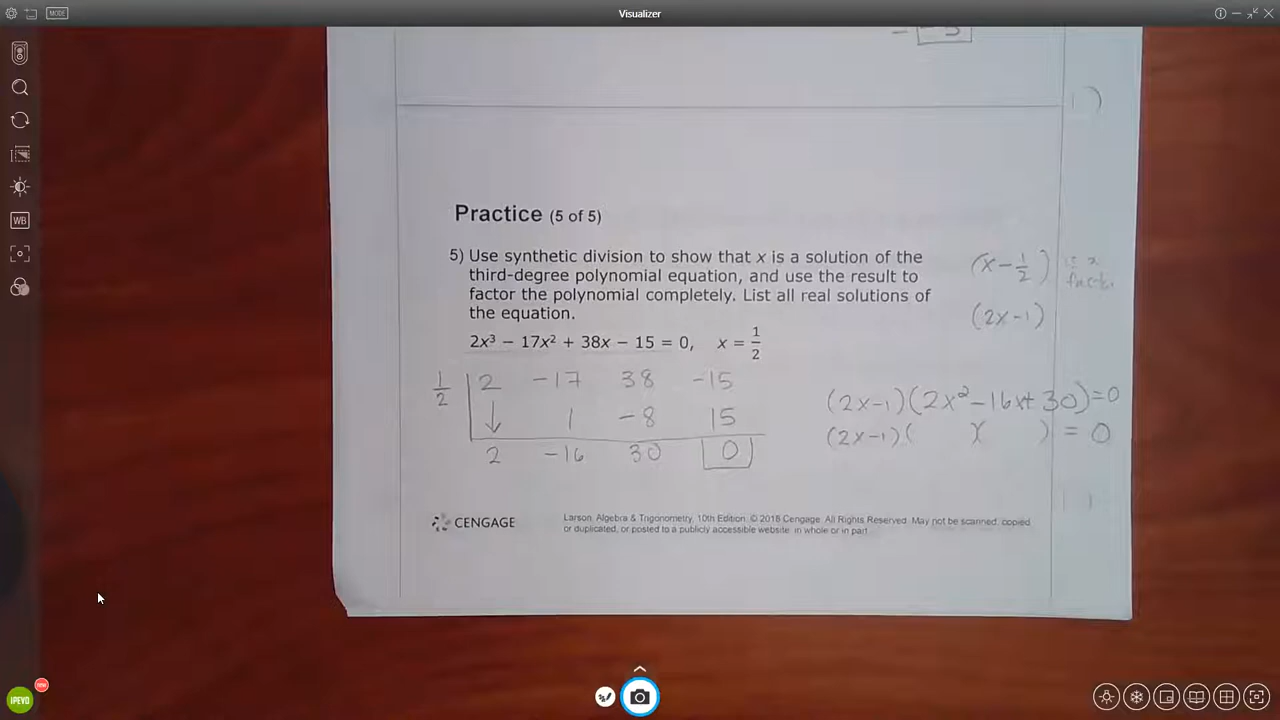 MODE
Visualizer
Practice (5 of 5)
5) Use synthetic division to show that x is a solution of the
third-degree polynomial equation, and use the result to
factor the polynomial completely. List all real solutions of
the equation.
2x³ − 17x² + 38x − 15 = 0, x = 1/2
(x - 1/2) is a
factor
(2x-1)
1/2 | 2 -17 38 -15
↓ 1 -8 15
2 -16 30 0
(2x-1)(2x²-16x+30)=0
(2x-1)( )( ) = 0
CENGAGE
Larson, Algebra & Trigonometry, 10th Edition. © 2018 Cengage. All Rights Reserved. May not be scanned, copied
or duplicated, or posted to a publicly accessible website, in whole or in part.
WB
IPEVO
new